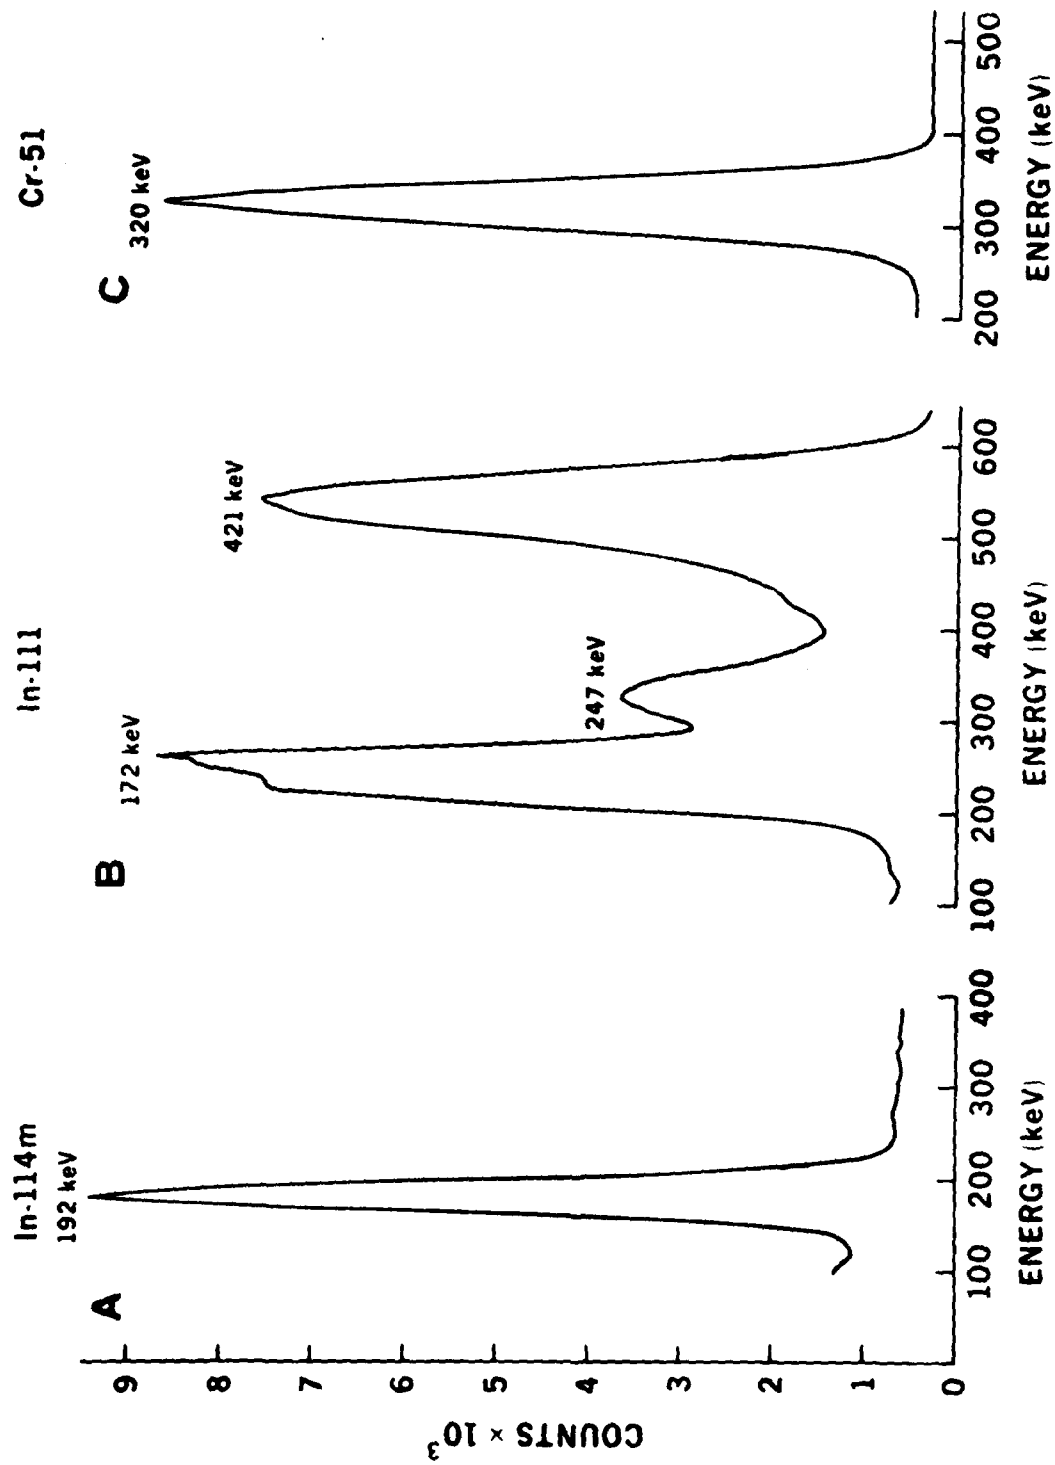 In-114m
192 keV
A
COUNTS × 10³
9
8
7
6
5
4
3
2
1
0
100 200 300 400
ENERGY (keV)
In-111
B
172 keV
247 keV
421 keV
100 200 300 400 500 600
ENERGY (keV)
Cr-51
C
320 keV
200 300 400 500
ENERGY (keV)